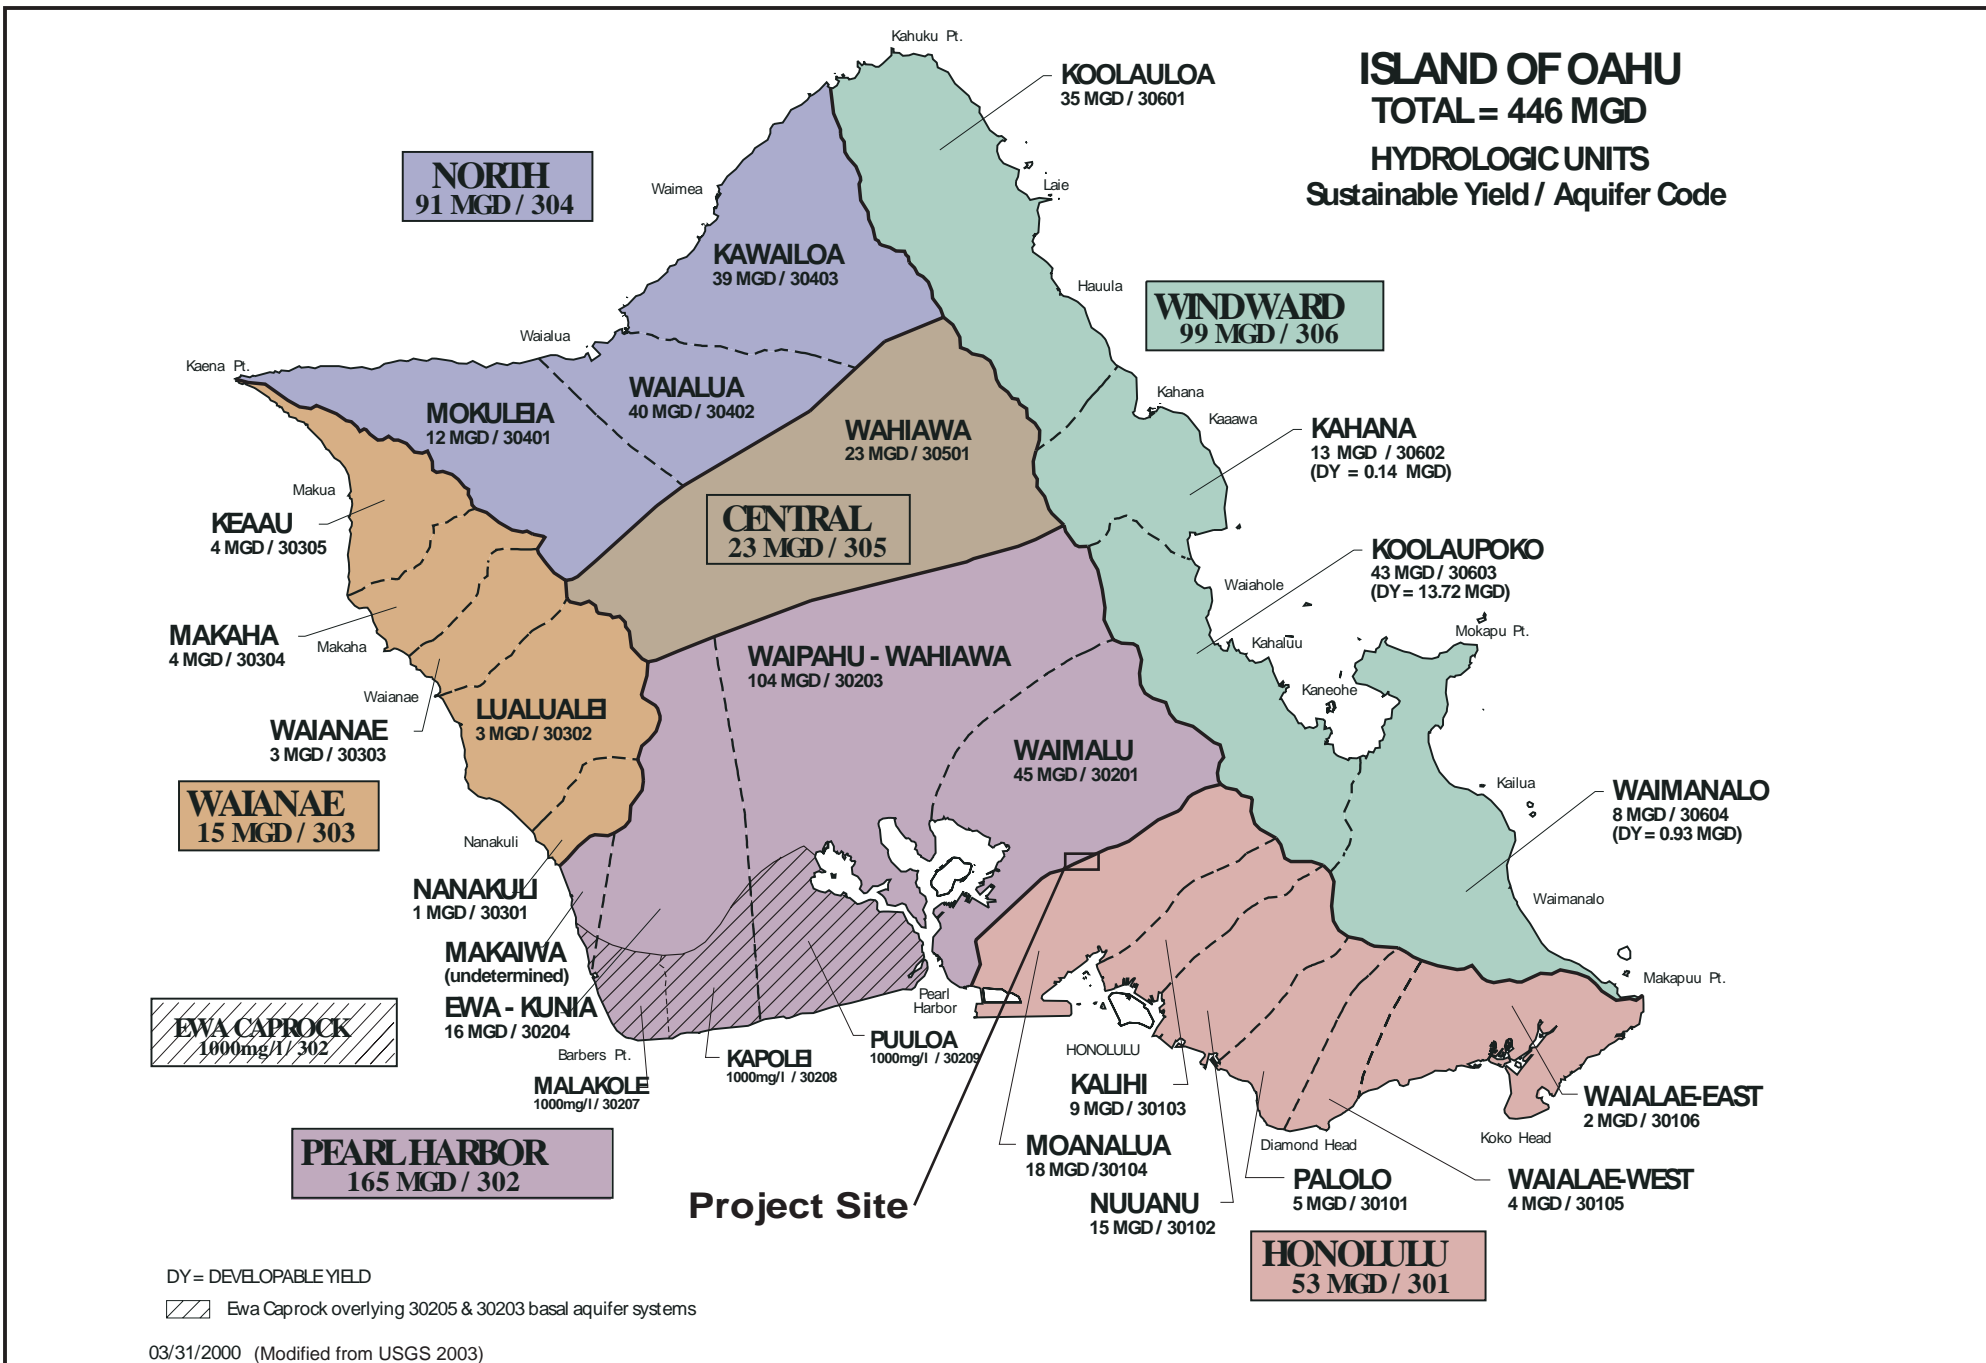 Kahuku Pt.
ISLAND OF OAHU
TOTAL = 446 MGD
HYDROLOGIC UNITS
Sustainable Yield / Aquifer Code
KOOLAULOA
35 MGD / 30601
NORTH
91 MGD / 304
Waimea
Laie
KAWAILOA
39 MGD / 30403
Hauula
WINDWARD
99 MGD / 306
Waialua
Kaena Pt.
WAIALUA
40 MGD / 30402
MOKULEIA
12 MGD / 30401
Kahana
Kaaawa
WAHIAWA
23 MGD / 30501
KAHANA
13 MGD / 30602
(DY = 0.14 MGD)
Makua
KEAAU
4 MGD / 30305
CENTRAL
23 MGD / 305
KOOLAUPOKO
43 MGD / 30603
(DY = 13.72 MGD)
Waiahole
MAKAHA
4 MGD / 30304
Makaha
Kahaluu
Mokapu Pt.
WAIPAHU - WAHIAWA
104 MGD / 30203
Waianae
Kaneohe
WAIANAE
3 MGD / 30303
LUALUALEI
3 MGD / 30302
WAIMALU
45 MGD / 30201
Kailua
WAIMANALO
8 MGD / 30604
(DY = 0.93 MGD)
WAIANAE
15 MGD / 303
Nanakuli
NANAKULI
1 MGD / 30301
Waimanalo
MAKAIWA
(undetermined)
Makapuu Pt.
EWA - KUNIA
16 MGD / 30204
Pearl
Harbor
EWA CAPROCK
1000mg/l / 302
Barbers Pt.
PUULOA
1000mg/l / 30209
HONOLULU
KAPOLEI
1000mg/l / 30208
MALAKOLE
1000mg/l / 30207
KALIHI
9 MGD / 30103
WAIALAE-EAST
2 MGD / 30106
Diamond Head
Koko Head
PEARL HARBOR
165 MGD / 302
MOANALUA
18 MGD /30104
PALOLO
5 MGD / 30101
WAIALAE-WEST
4 MGD / 30105
Project Site
NUUANU
15 MGD / 30102
HONOLULU
53 MGD / 301
DY = DEVELOPABLE YIELD
Ewa Caprock overlying 30205 & 30203 basal aquifer systems
03/31/2000 (Modified from USGS 2003)